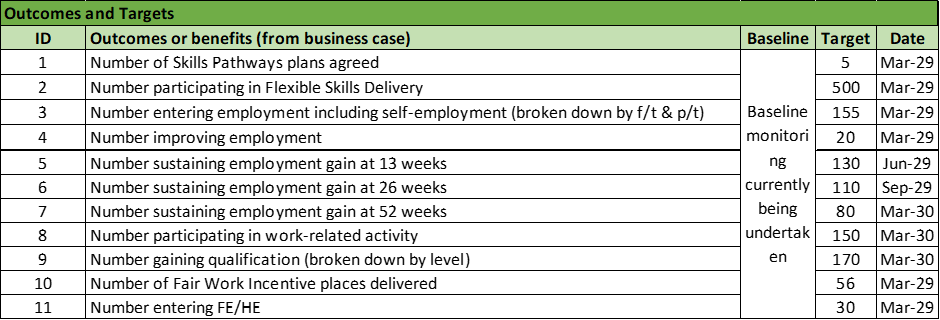 Outcomes and Targets
ID Outcomes or benefits (from business case) Baseline Target Date
1 Number of Skills Pathways plans agreed 5 Mar-29
2 Number participating in Flexible Skills Delivery 500 Mar-29
3 Number entering employment including self-employment (broken down by f/t & p/t) 155 Mar-29
4 Number improving employment 20 Mar-29
5 Number sustaining employment gain at 13 weeks 130 Jun-29
6 Number sustaining employment gain at 26 weeks 110 Sep-29
7 Number sustaining employment gain at 52 weeks 80 Mar-30
8 Number participating in work-related activity 150 Mar-30
9 Number gaining qualification (broken down by level) 170 Mar-30
10 Number of Fair Work Incentive places delivered 56 Mar-29
11 Number entering FE/HE 30 Mar-29
Baseline
monitori
ng
currently
being
undertak
en